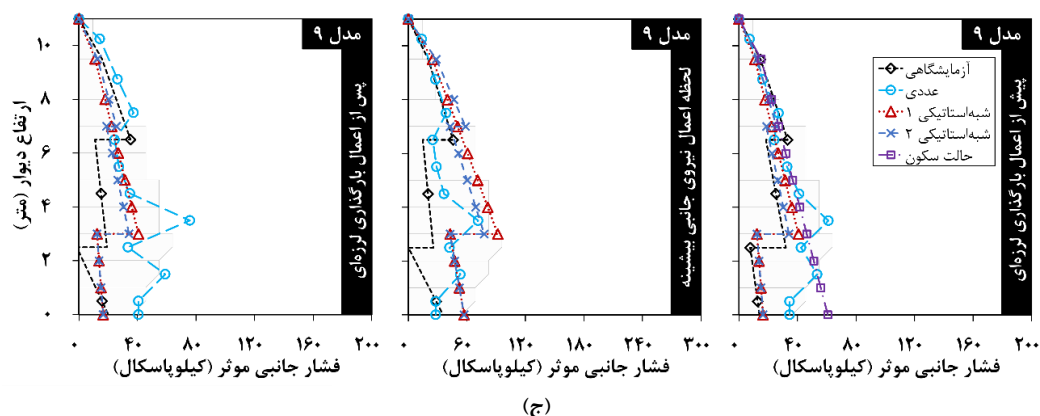 مدل ۹
پیش از اعمال بارگذاری لرزه‌ای
آزمایشگاهی
عددی
شبه‌استاتیکی ۱
شبه‌استاتیکی ۲
حالت سکون
۰ ۴۰ ۸۰ ۱۲۰ ۱۶۰ ۲۰۰
فشار جانبی موثر (کیلوپاسکال)
مدل ۹
لحظه اعمال نیروی جانبی بیشینه
۰ ۶۰ ۱۲۰ ۱۸۰ ۲۴۰ ۳۰۰
فشار جانبی موثر (کیلوپاسکال)
مدل ۹
پس از اعمال بارگذاری لرزه‌ای
ارتفاع دیوار (متر)
۱۰
۸
۶
۴
۲
۰
۰ ۴۰ ۸۰ ۱۲۰ ۱۶۰ ۲۰۰
فشار جانبی موثر (کیلوپاسکال)
(ج)